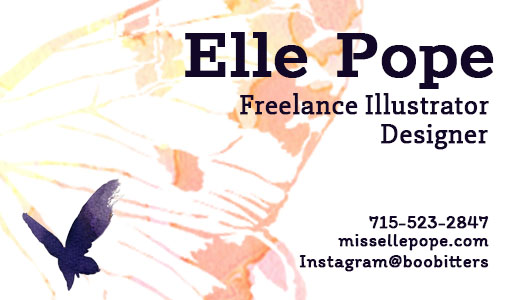 Elle Pope
Freelance Illustrator
Designer
715-523-2847
missellepope.com
Instagram@boobitters